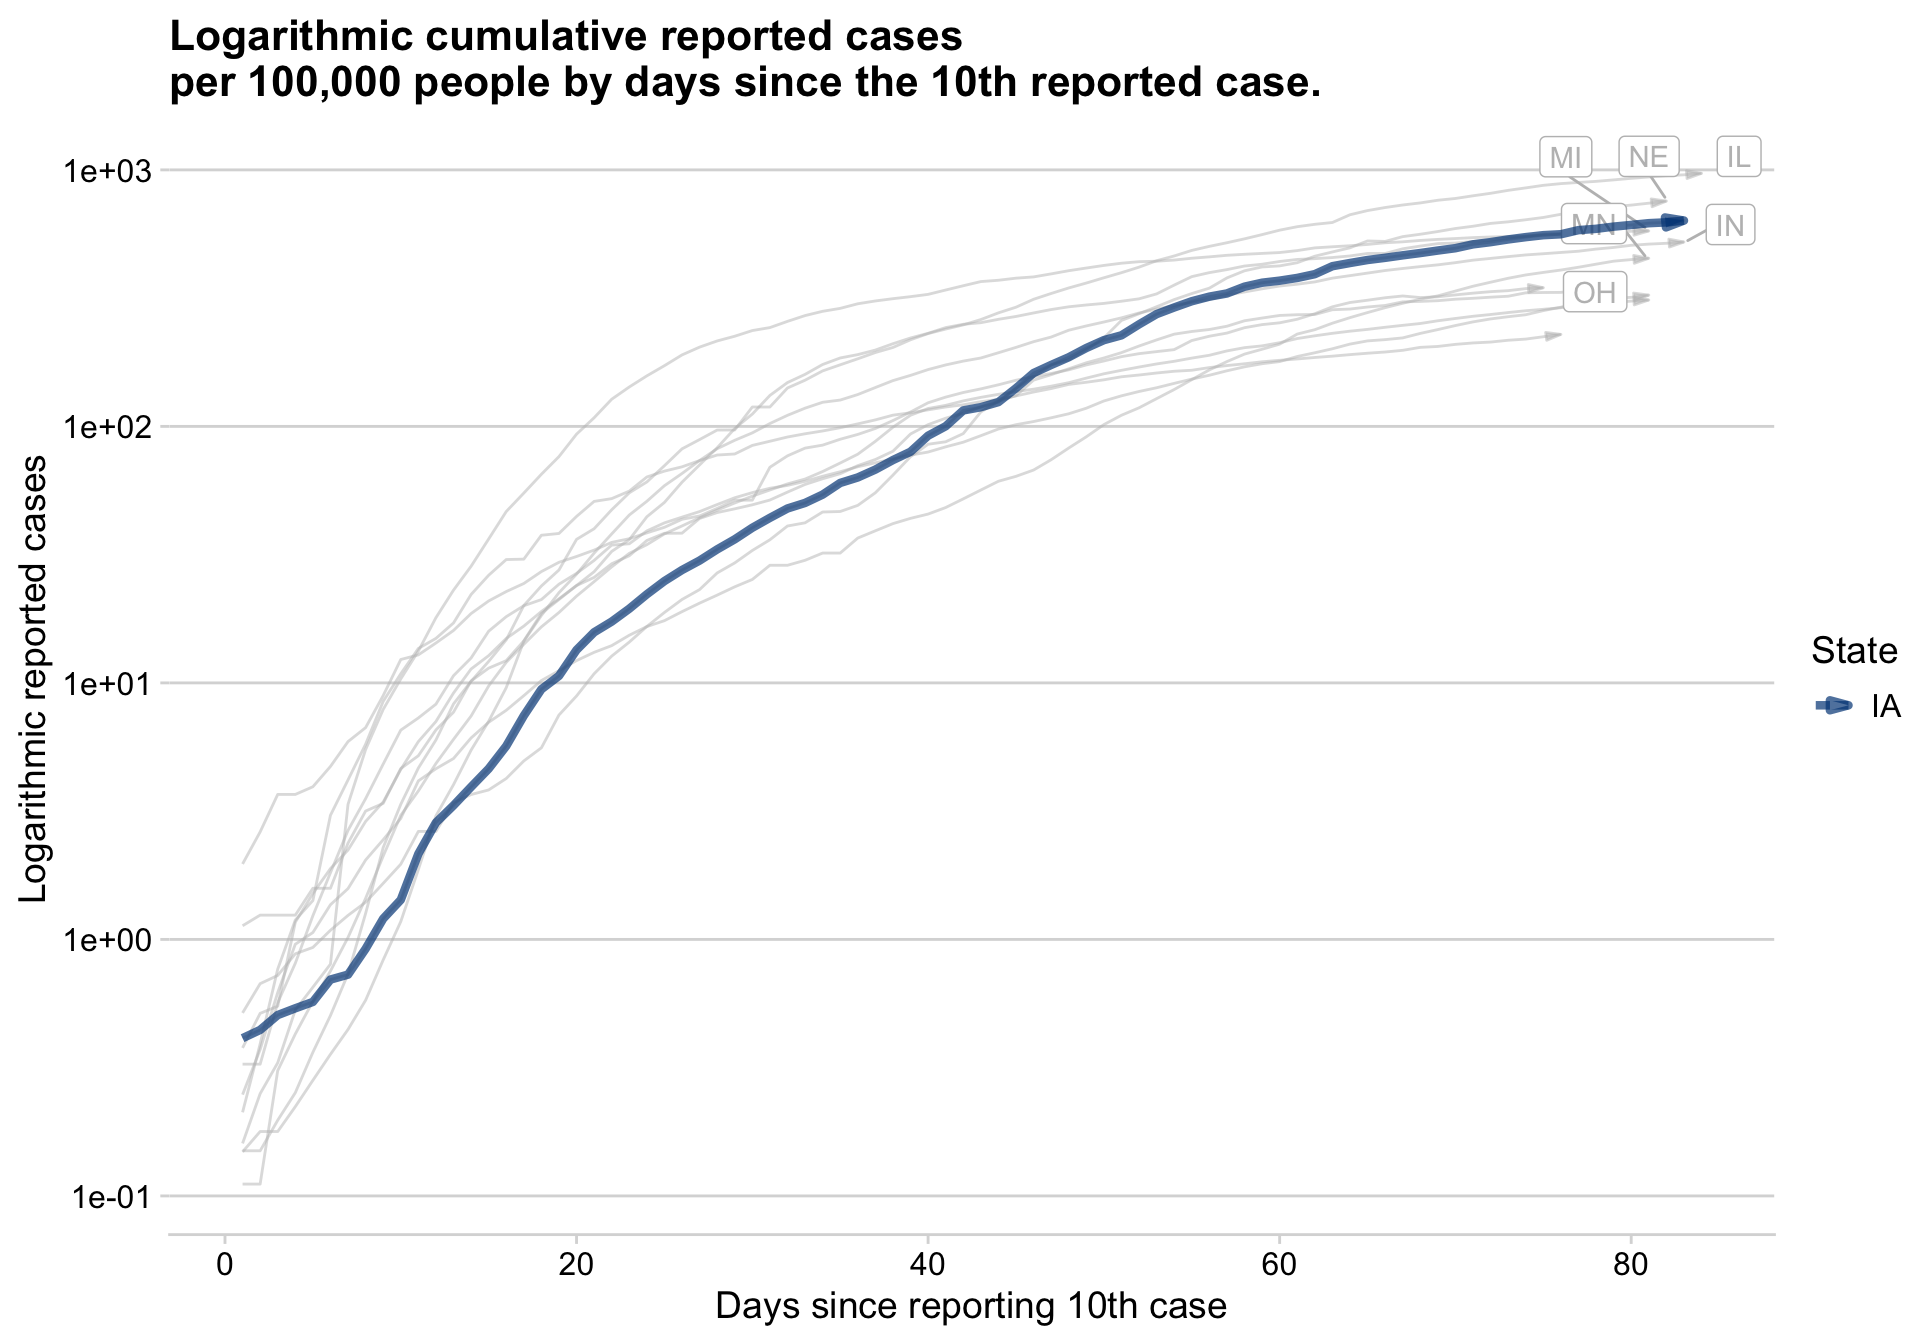 Logarithmic cumulative reported cases
per 100,000 people by days since the 10th reported case.
MI NE IL
MN IN
OH
1e+03
1e+02
1e+01
1e+00
1e-01
Logarithmic reported cases
0 20 40 60 80
Days since reporting 10th case
State
IA